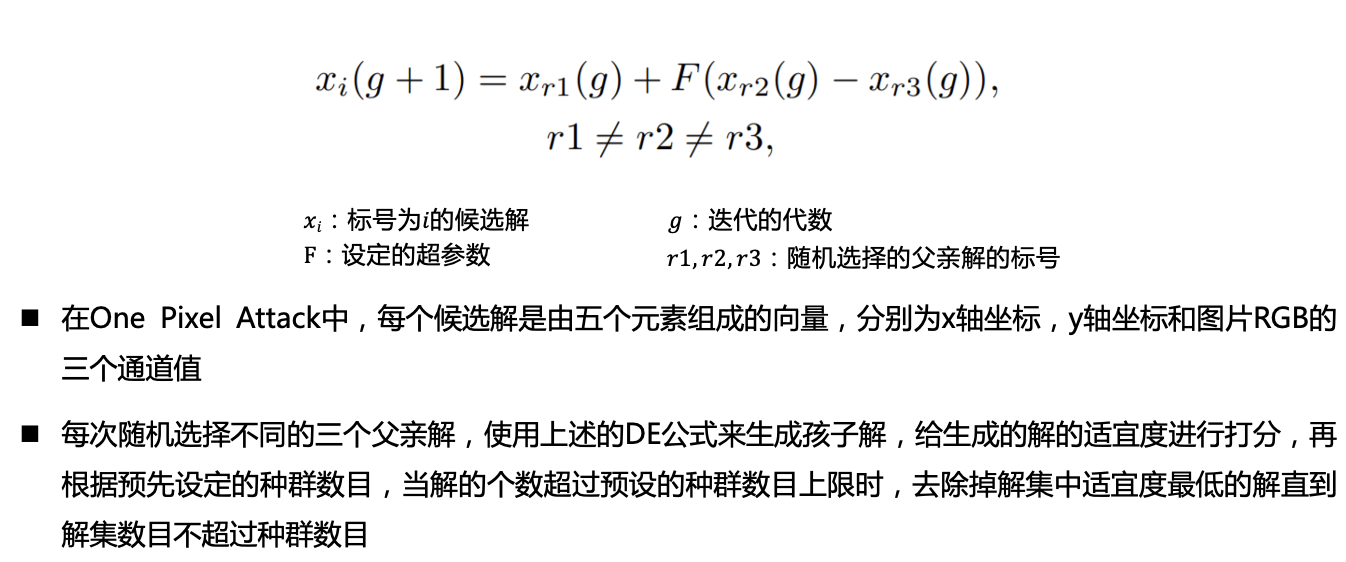 x_i(g + 1) = x_{r1}(g) + F(x_{r2}(g) − x_{r3}(g)),
r1 ≠ r2 ≠ r3,
x_i：标号为i的候选解 g：迭代的代数
F：设定的超参数 r1,r2,r3：随机选择的父亲解的标号
■ 在One Pixel Attack中，每个候选解是由五个元素组成的向量，分别为x轴坐标，y轴坐标和图片RGB的
三个通道值
■ 每次随机选择不同的三个父亲解，使用上述的DE公式来生成孩子解，给生成的解的适宜度进行打分，再
根据预先设定的种群数目，当解的个数超过预设的种群数目上限时，去除掉解集中适宜度最低的解直到
解集数目不超过种群数目